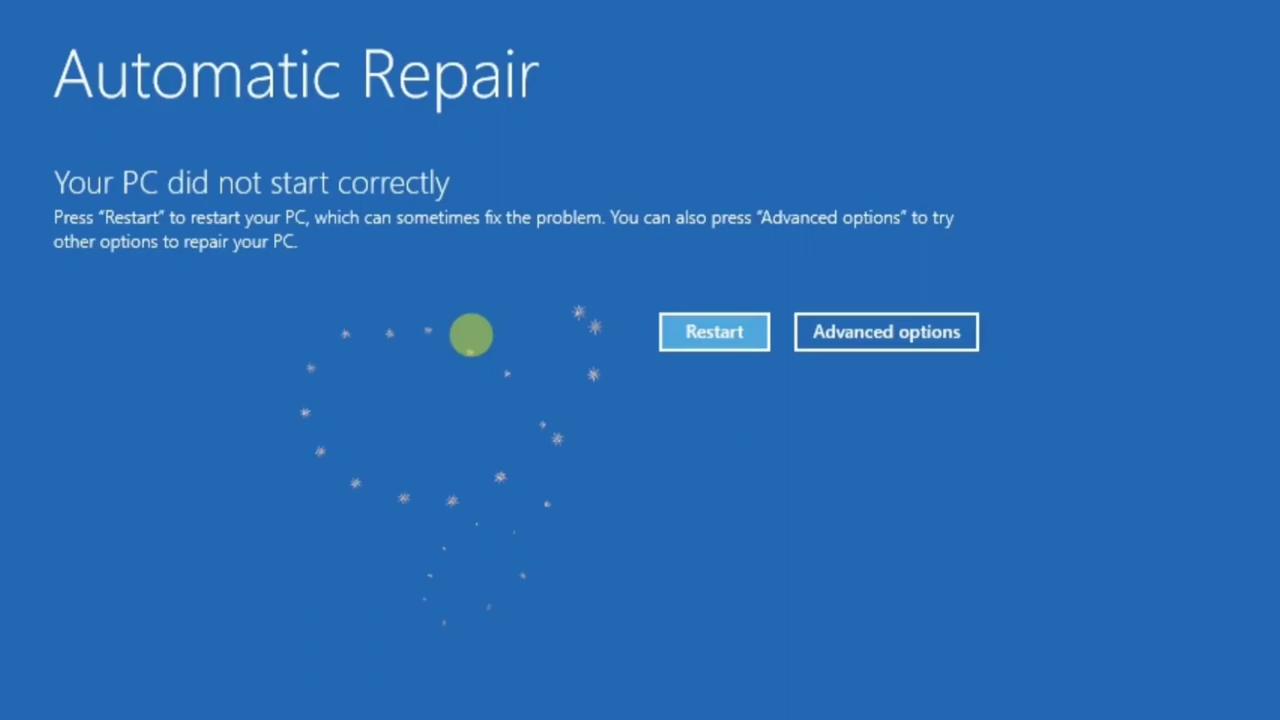 Automatic Repair
Your PC did not start correctly
Press “Restart” to restart your PC, which can sometimes fix the problem. You can also press “Advanced options” to try
other options to repair your PC.
Restart
Advanced options